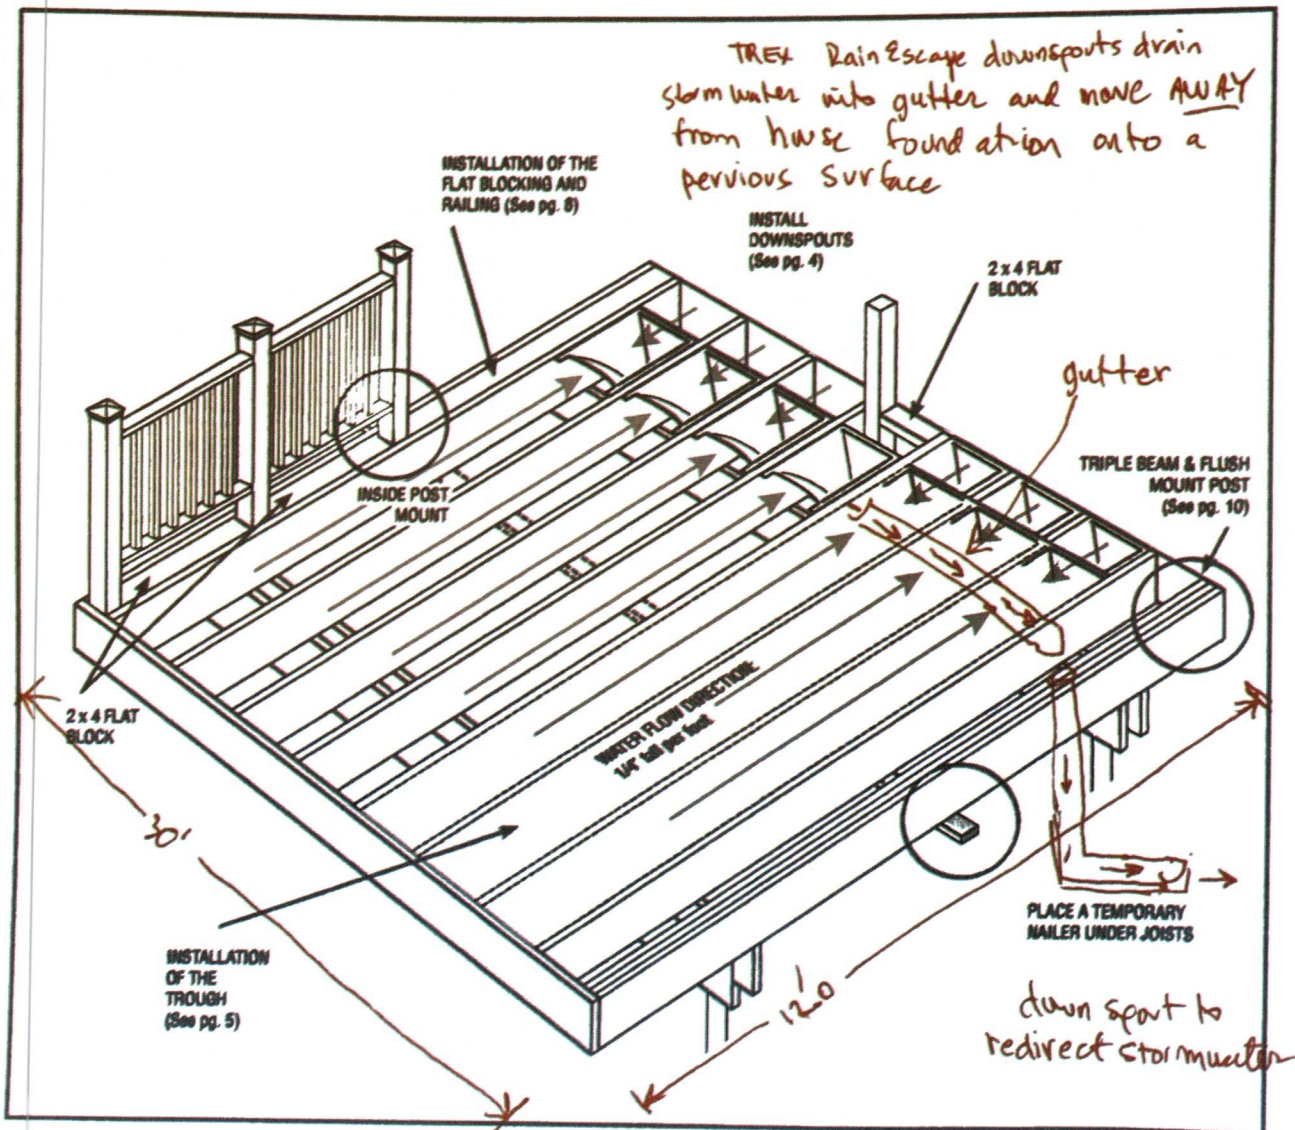 TREX RainEscape downspouts drain
stormwater into gutter and move AWAY
from house foundation onto a
pervious surface
INSTALLATION OF THE
FLAT BLOCKING AND
RAILING (See pg. 8)
INSTALL
DOWNSPOUTS
(See pg. 4)
2 x 4 FLAT
BLOCK
gutter
TRIPLE BEAM & FLUSH
MOUNT POST
(See pg. 10)
INSIDE POST
MOUNT
2 x 4 FLAT
BLOCK
WATER FLOW DIRECTION:
1/4" fall per foot
30'
PLACE A TEMPORARY
NAILER UNDER JOISTS
INSTALLATION
OF THE
TROUGH
(See pg. 5)
12'0
down spout to
redirect stormwater